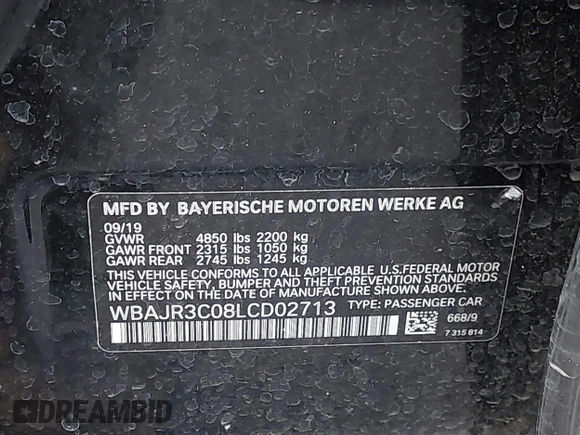 MFD BY BAYERISCHE MOTOREN WERKE AG
09/19
GVWR 4850 lbs 2200 kg
GAWR FRONT 2315 lbs 1050 kg
GAWR REAR 2745 lbs 1245 kg
THIS VEHICLE CONFORMS TO ALL APPLICABLE U.S.FEDERAL MOTOR
VEHICLE SAFETY, BUMPER AND THEFT PREVENTION STANDARDS
IN EFFECT ON THE DATE OF MANUFACTURE SHOWN ABOVE.
WBAJR3C08LCD02713 TYPE: PASSENGER CAR
668/9
7 315 814
DREAMBID